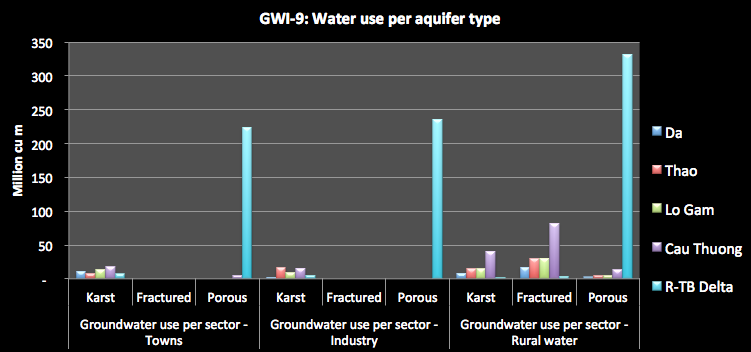 GWI-9: Water use per aquifer type
Million cu m
350
300
250
200
150
100
50
-
Karst Fractured Porous Karst Fractured Porous Karst Fractured Porous
Groundwater use per sector - Towns
Groundwater use per sector - Industry
Groundwater use per sector - Rural water
Da
Thao
Lo Gam
Cau Thuong
R-TB Delta